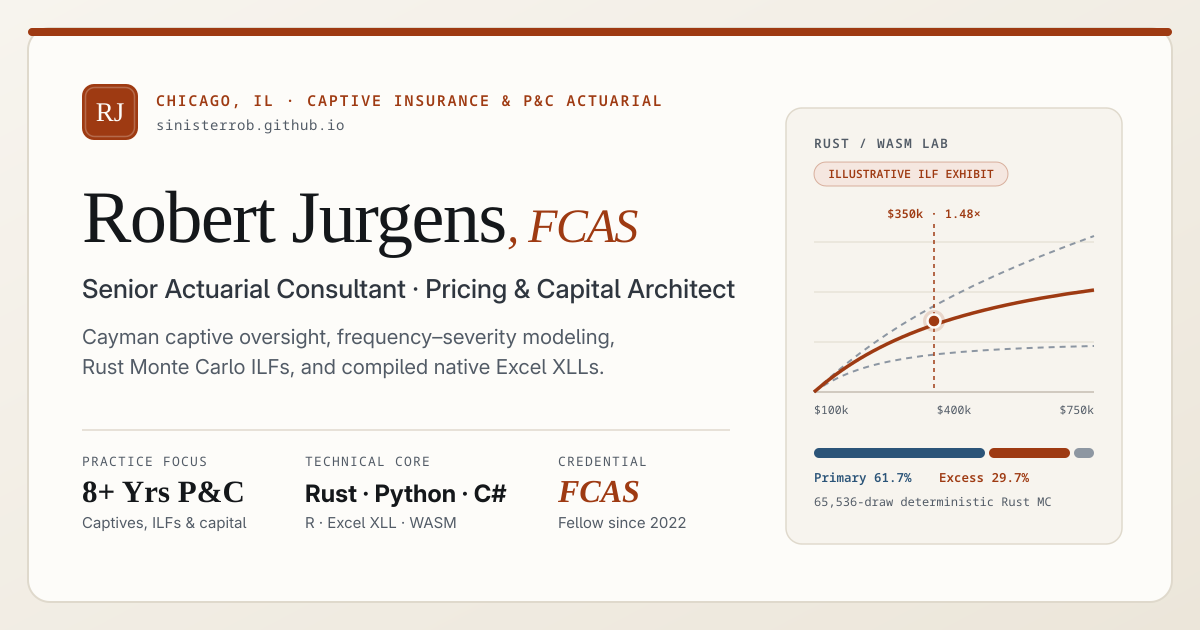 RJ
CHICAGO, IL · CAPTIVE INSURANCE & P&C ACTUARIAL
sinisterrob.github.io
Robert Jurgens, FCAS
Senior Actuarial Consultant · Pricing & Capital Architect
Cayman captive oversight, frequency–severity modeling,
Rust Monte Carlo ILFs, and compiled native Excel XLLs.
PRACTICE FOCUS
8+ Yrs P&C
Captives, ILFs & capital
TECHNICAL CORE
Rust · Python · C#
R · Excel XLL · WASM
CREDENTIAL
FCAS
Fellow since 2022
RUST / WASM LAB
ILLUSTRATIVE ILF EXHIBIT
$350k · 1.48×
$100k $400k $750k
Primary 61.7% Excess 29.7%
65,536-draw deterministic Rust MC